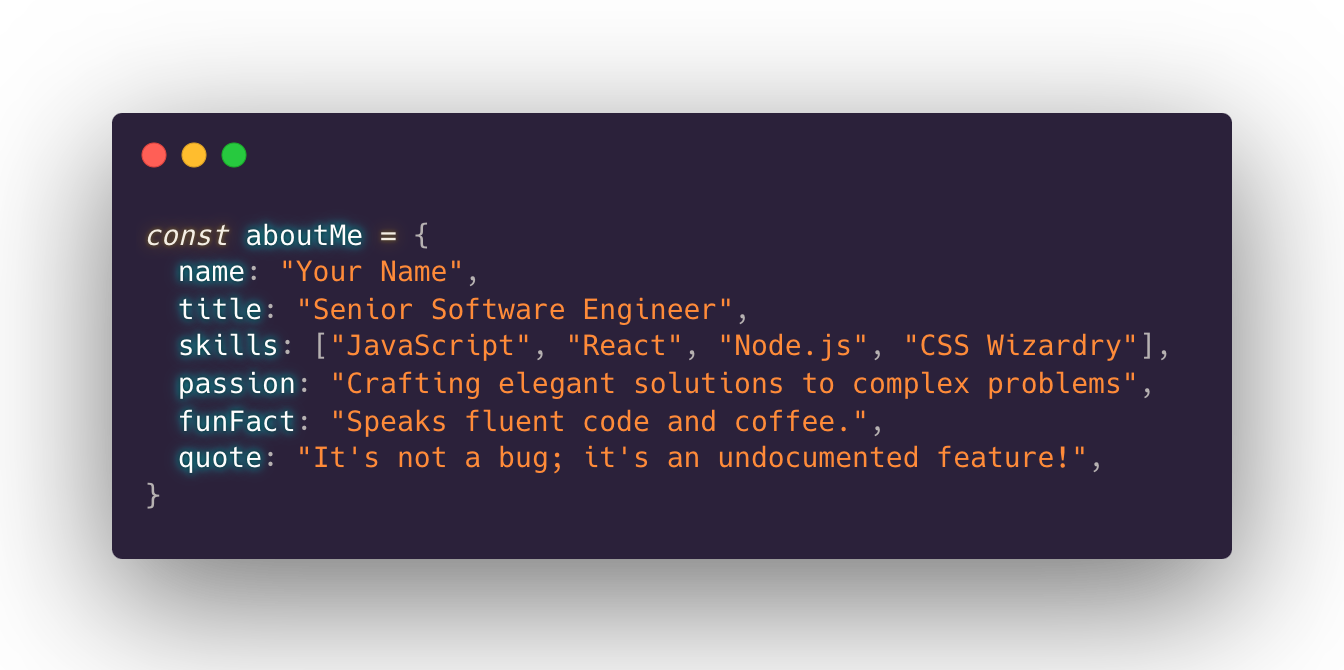 const aboutMe = {
  name: "Your Name",
  title: "Senior Software Engineer",
  skills: ["JavaScript", "React", "Node.js", "CSS Wizardry"],
  passion: "Crafting elegant solutions to complex problems",
  funFact: "Speaks fluent code and coffee.",
  quote: "It's not a bug; it's an undocumented feature!",
}